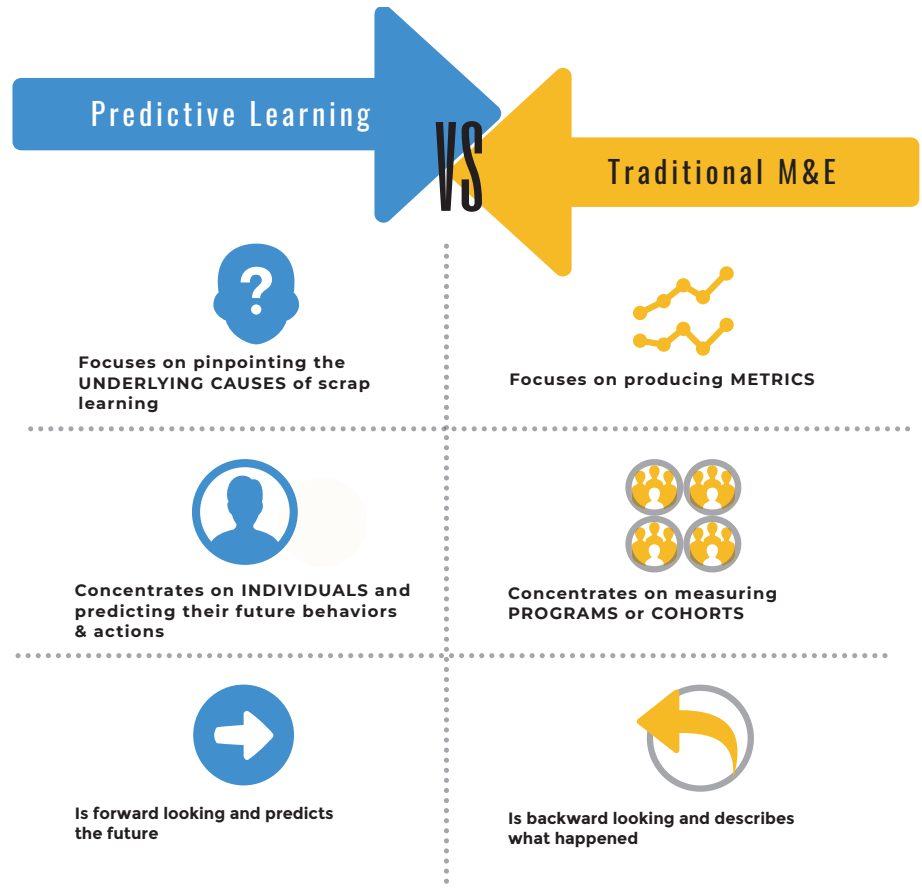 Predictive Learning
VS
Traditional M&E
?
Focuses on pinpointing the
UNDERLYING CAUSES of scrap
learning
Focuses on producing METRICS
Concentrates on INDIVIDUALS and
predicting their future behaviors
& actions
Concentrates on measuring
PROGRAMS or COHORTS
Is forward looking and predicts
the future
Is backward looking and describes
what happened